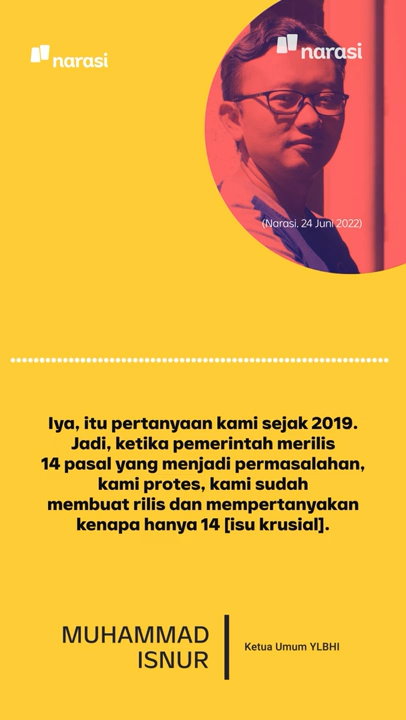 narasi
narasi
(Narasi. 24 Juni 2022)
Iya, itu pertanyaan kami sejak 2019.
Jadi, ketika pemerintah merilis
14 pasal yang menjadi permasalahan,
kami protes, kami sudah
membuat rilis dan mempertanyakan
kenapa hanya 14 [isu krusial].
MUHAMMAD
ISNUR
Ketua Umum YLBHI